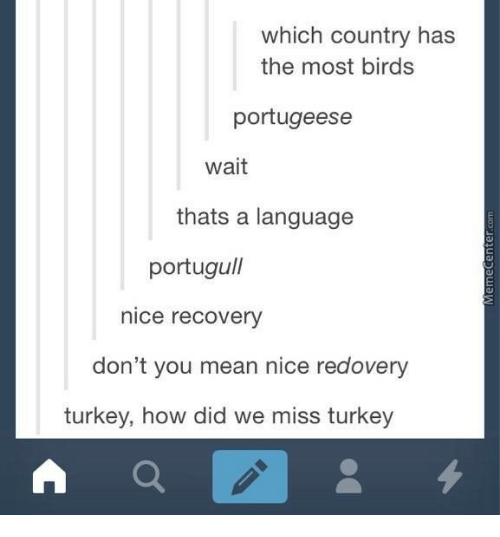 which country has
the most birds
portugeese
wait
thats a language
portugull
nice recovery
don't you mean nice redovery
turkey, how did we miss turkey
MemeCenter.com